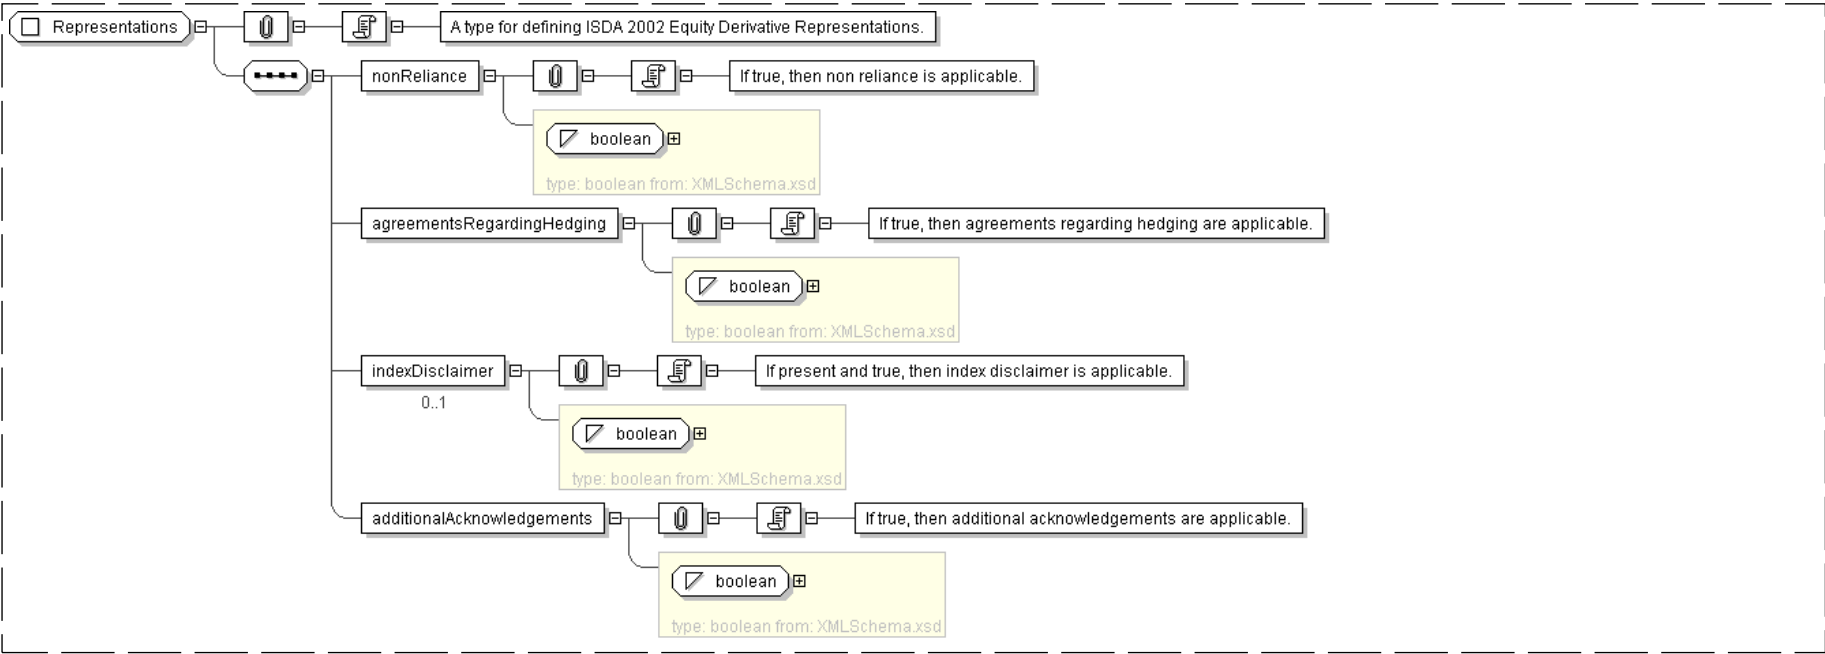 Representations
A type for defining ISDA 2002 Equity Derivative Representations.
nonReliance
If true, then non reliance is applicable.
boolean
type: boolean from: XMLSchema.xsd
agreementsRegardingHedging
If true, then agreements regarding hedging are applicable.
boolean
type: boolean from: XMLSchema.xsd
indexDisclaimer
If present and true, then index disclaimer is applicable.
0..1
boolean
type: boolean from: XMLSchema.xsd
additionalAcknowledgements
If true, then additional acknowledgements are applicable.
boolean
type: boolean from: XMLSchema.xsd